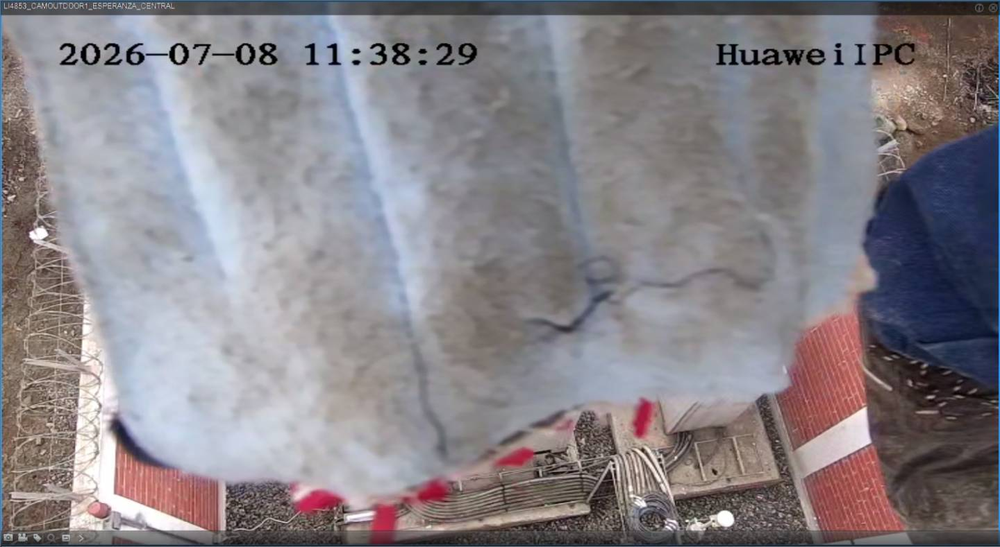 LI4853_CAMOUTDOOR1_ESPERANZA_CENTRAL
2026-07-08 11:38:29
HuaweiIPC